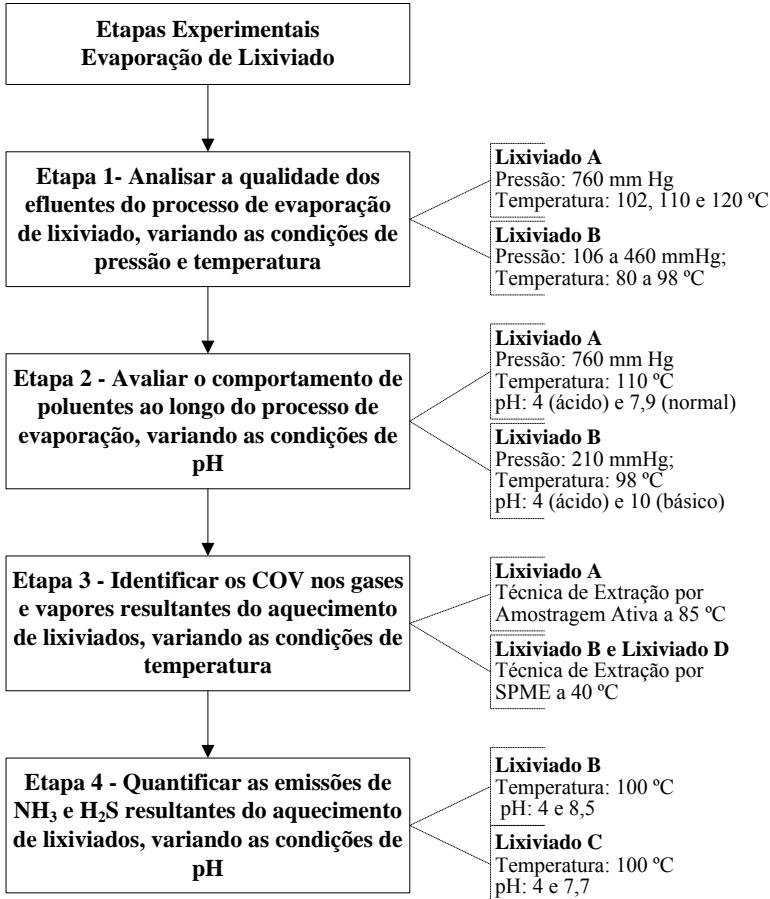 Etapas Experimentais
Evaporação de Lixiviado
Etapa 1- Analisar a qualidade dos
efluentes do processo de evaporação
de lixiviado, variando as condições de
pressão e temperatura
Lixiviado A
Pressão: 760 mm Hg
Temperatura: 102, 110 e 120 ºC
Lixiviado B
Pressão: 106 a 460 mmHg;
Temperatura: 80 a 98 ºC
Etapa 2 - Avaliar o comportamento de
poluentes ao longo do processo de
evaporação, variando as condições de
pH
Lixiviado A
Pressão: 760 mm Hg
Temperatura: 110 ºC
pH: 4 (ácido) e 7,9 (normal)
Lixiviado B
Pressão: 210 mmHg;
Temperatura: 98 ºC
pH: 4 (ácido) e 10 (básico)
Etapa 3 - Identificar os COV nos gases
e vapores resultantes do aquecimento
de lixiviados, variando as condições de
temperatura
Lixiviado A
Técnica de Extração por
Amostragem Ativa a 85 ºC
Lixiviado B e Lixiviado D
Técnica de Extração por
SPME a 40 ºC
Etapa 4 - Quantificar as emissões de
NH₃ e H₂S resultantes do aquecimento
de lixiviados, variando as condições de
pH
Lixiviado B
Temperatura: 100 ºC
pH: 4 e 8,5
Lixiviado C
Temperatura: 100 ºC
pH: 4 e 7,7